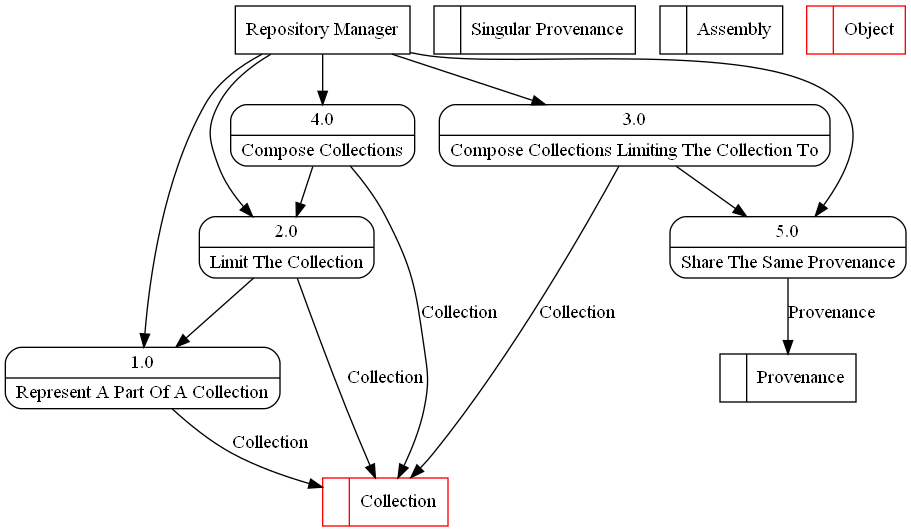 Repository Manager
Singular Provenance
Assembly
Object
4.0
Compose Collections
3.0
Compose Collections Limiting The Collection To
2.0
Limit The Collection
5.0
Share The Same Provenance
Collection
Collection
Provenance
1.0
Represent A Part Of A Collection
Collection
Provenance
Collection
Collection